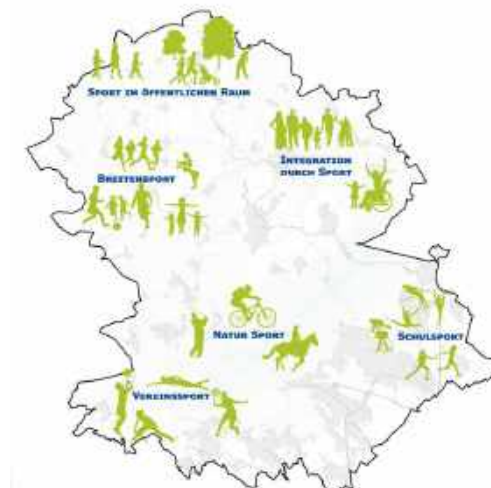 SPORT IM ÖFFENTLICHEN RAUM
INTEGRATION
DURCH SPORT
BREITENSPORT
NATUR SPORT
SCHULSPORT
VEREINSSPORT